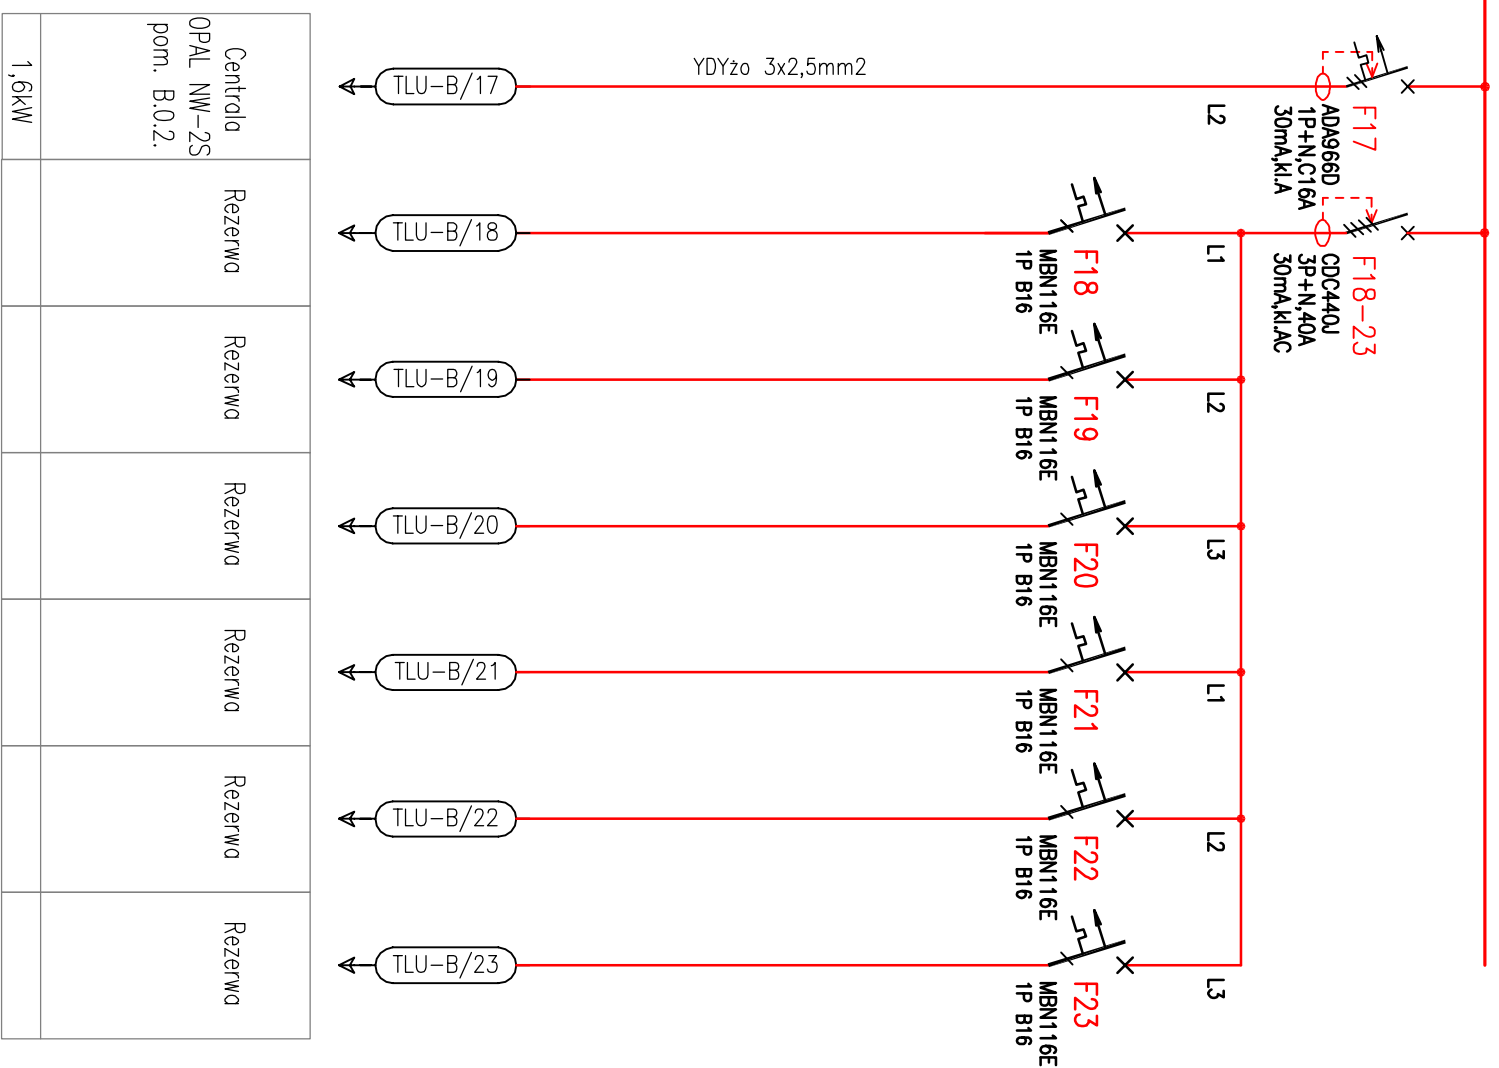 Centrala
OPAL NW-2S
pom. B.0.2.
1,6kW
TLU-B/17
YDYżo 3x2,5mm2
L2
F17
ADA966D
1P+N,C16A
30mA,kl.A
Rezerwa
TLU-B/18
F18
MBN116E
1P B16
L1
F18-23
CDC440J
3P+N,40A
30mA,kl.AC
Rezerwa
TLU-B/19
F19
MBN116E
1P B16
L2
Rezerwa
TLU-B/20
F20
MBN116E
1P B16
L3
Rezerwa
TLU-B/21
F21
MBN116E
1P B16
L1
Rezerwa
TLU-B/22
F22
MBN116E
1P B16
L2
Rezerwa
TLU-B/23
F23
MBN116E
1P B16
L3